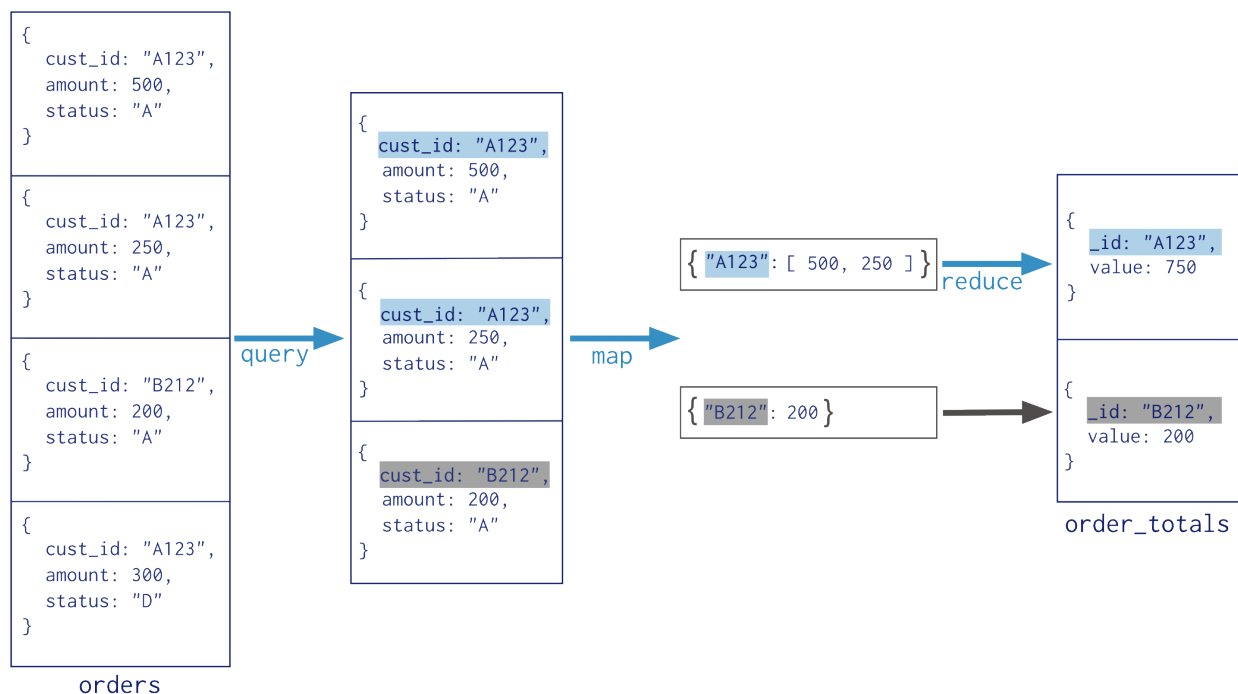 {
cust_id: "A123",
amount: 500,
status: "A"
}
{
cust_id: "A123",
amount: 250,
status: "A"
}
{
cust_id: "B212",
amount: 200,
status: "A"
}
{
cust_id: "A123",
amount: 300,
status: "D"
}
orders
query
{
cust_id: "A123",
amount: 500,
status: "A"
}
{
cust_id: "A123",
amount: 250,
status: "A"
}
{
cust_id: "B212",
amount: 200,
status: "A"
}
map
{ "A123": [ 500, 250 ] }
reduce
{ "B212": 200 }
{
_id: "A123",
value: 750
}
{
_id: "B212",
value: 200
}
order_totals